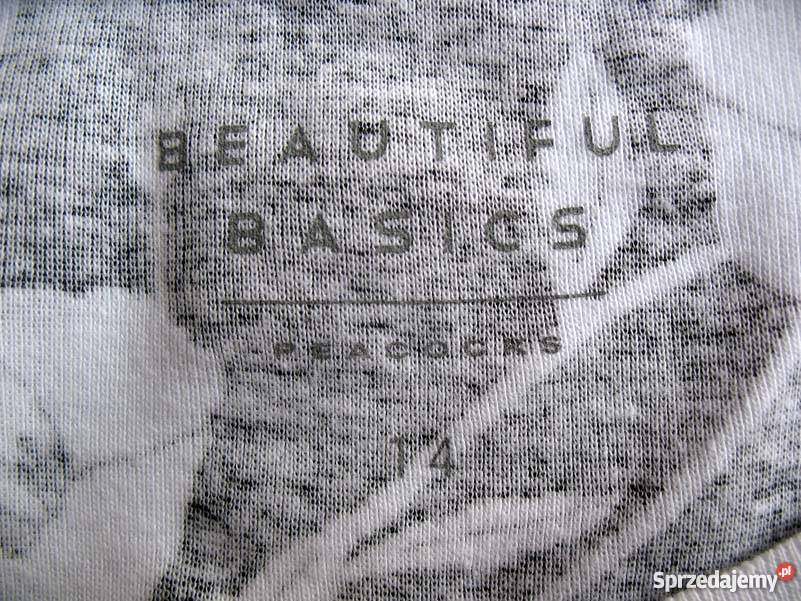 BEAUTIFUL
BASICS
PEACOCKS
14
Sprzedajemy.pl